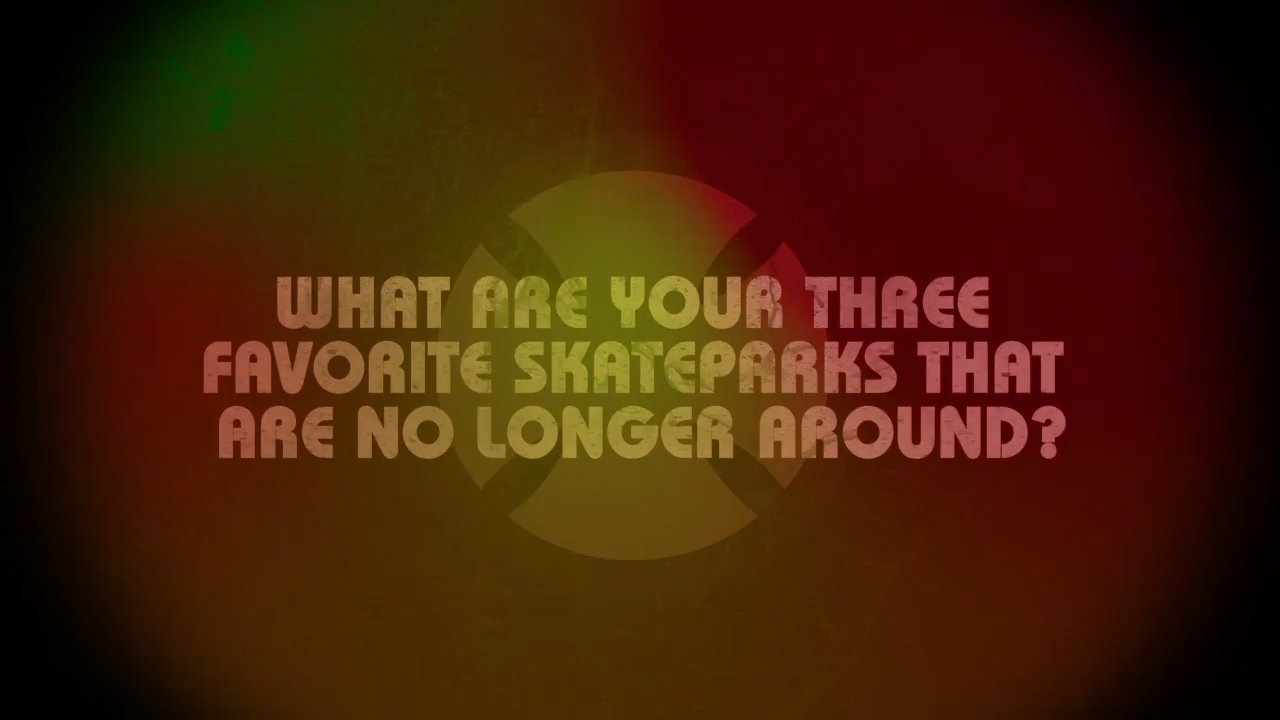 WHAT ARE YOUR THREE
FAVORITE SKATEPARKS THAT
ARE NO LONGER AROUND?